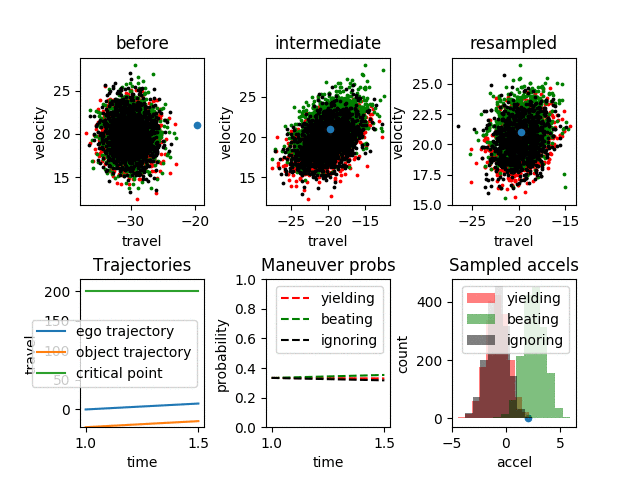 before
intermediate
resampled
velocity
25
20
15
−30
−20
travel
velocity
25
20
15
−25
−20
−15
travel
velocity
25.0
22.5
20.0
17.5
15.0
−25
−20
−15
travel
Trajectories
Maneuver probs
Sampled accels
travel
200
150
100
50
0
ego trajectory
object trajectory
critical point
1.0
1.5
time
probability
1.0
0.8
0.6
0.4
0.2
0.0
yielding
beating
ignoring
1.0
1.5
time
count
400
200
0
yielding
beating
ignoring
−5
0
5
accel